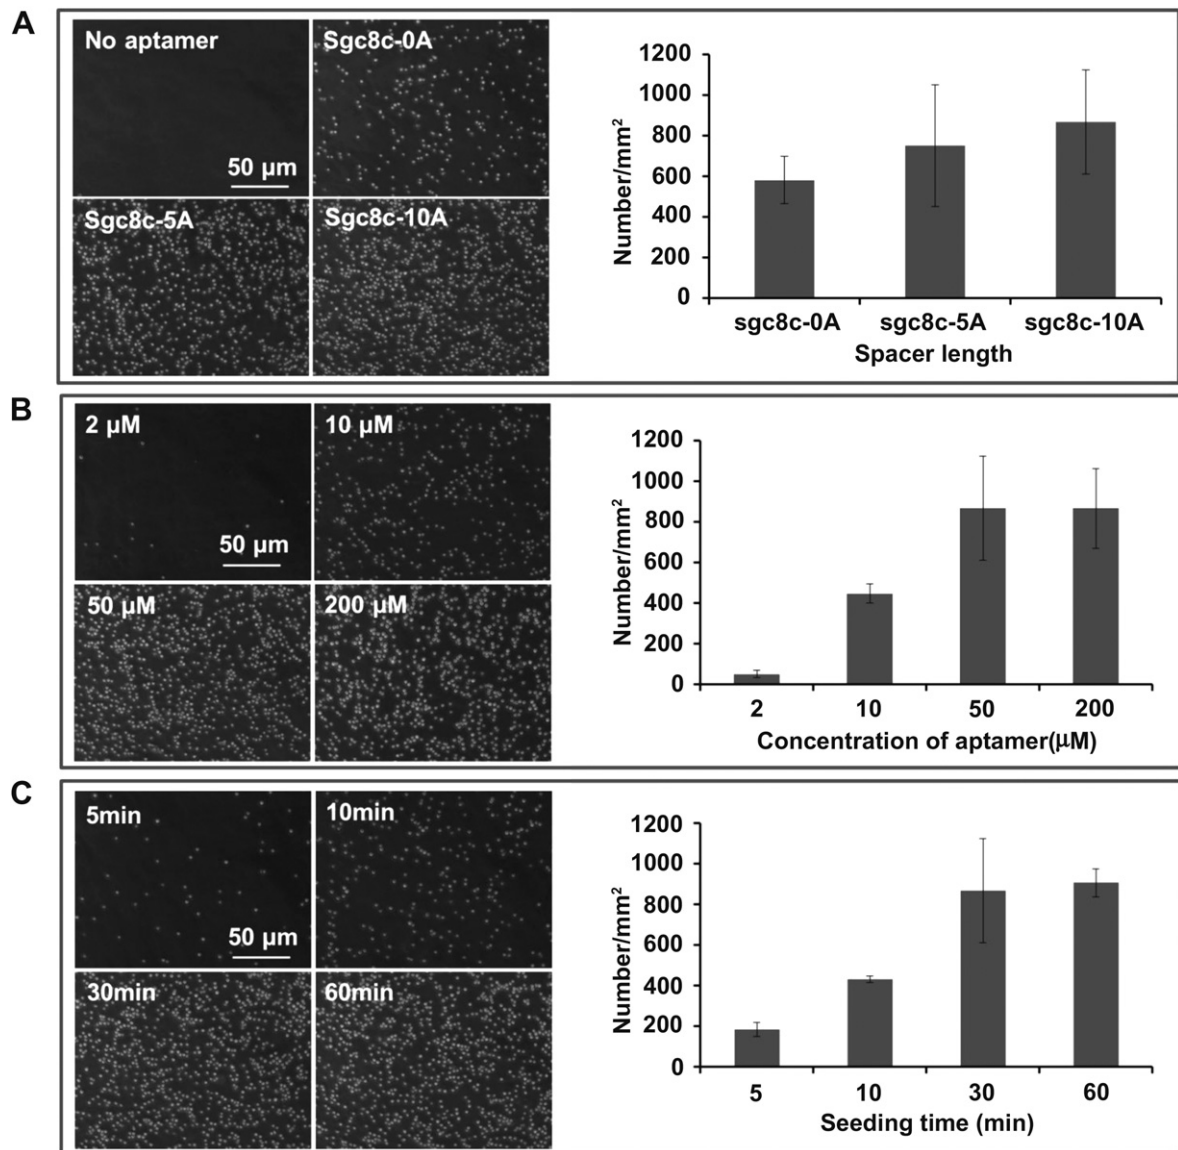 A
No aptamer
Sgc8c-0A
50 µm
Sgc8c-5A
Sgc8c-10A
Number/mm²
1200
1000
800
600
400
200
0
sgc8c-0A
sgc8c-5A
sgc8c-10A
Spacer length
B
2 µM
10 µM
50 µm
50 µM
200 µM
Number/mm²
1200
1000
800
600
400
200
0
2
10
50
200
Concentration of aptamer(µM)
C
5min
10min
50 µm
30min
60min
Number/mm²
1200
1000
800
600
400
200
0
5
10
30
60
Seeding time (min)